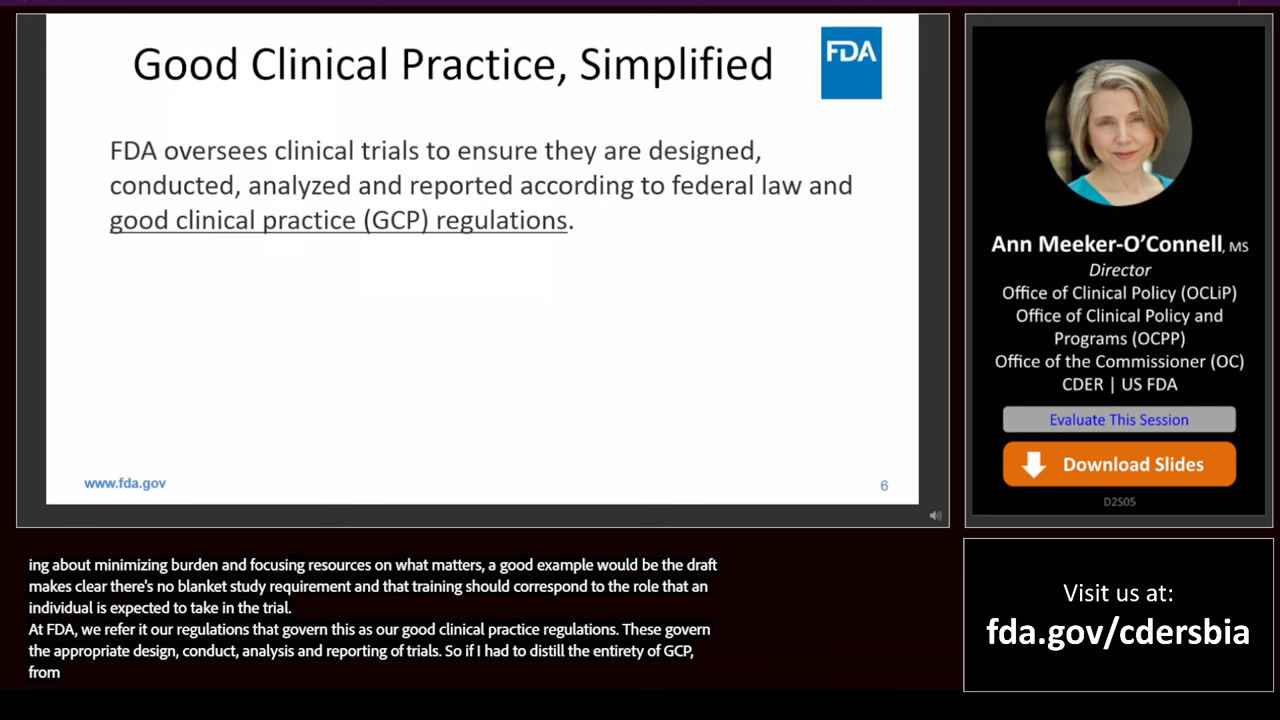 Good Clinical Practice, Simplified
FDA
FDA oversees clinical trials to ensure they are designed,
conducted, analyzed and reported according to federal law and
good clinical practice (GCP) regulations.
www.fda.gov
6
Ann Meeker-O’Connell, MS
Director
Office of Clinical Policy (OCLiP)
Office of Clinical Policy and
Programs (OCPP)
Office of the Commissioner (OC)
CDER | US FDA
Evaluate This Session
Download Slides
D2S05
ing about minimizing burden and focusing resources on what matters, a good example would be the draft
makes clear there's no blanket study requirement and that training should correspond to the role that an
individual is expected to take in the trial.
At FDA, we refer it our regulations that govern this as our good clinical practice regulations. These govern
the appropriate design, conduct, analysis and reporting of trials. So if I had to distill the entirety of GCP,
from
Visit us at:
fda.gov/cdersbia